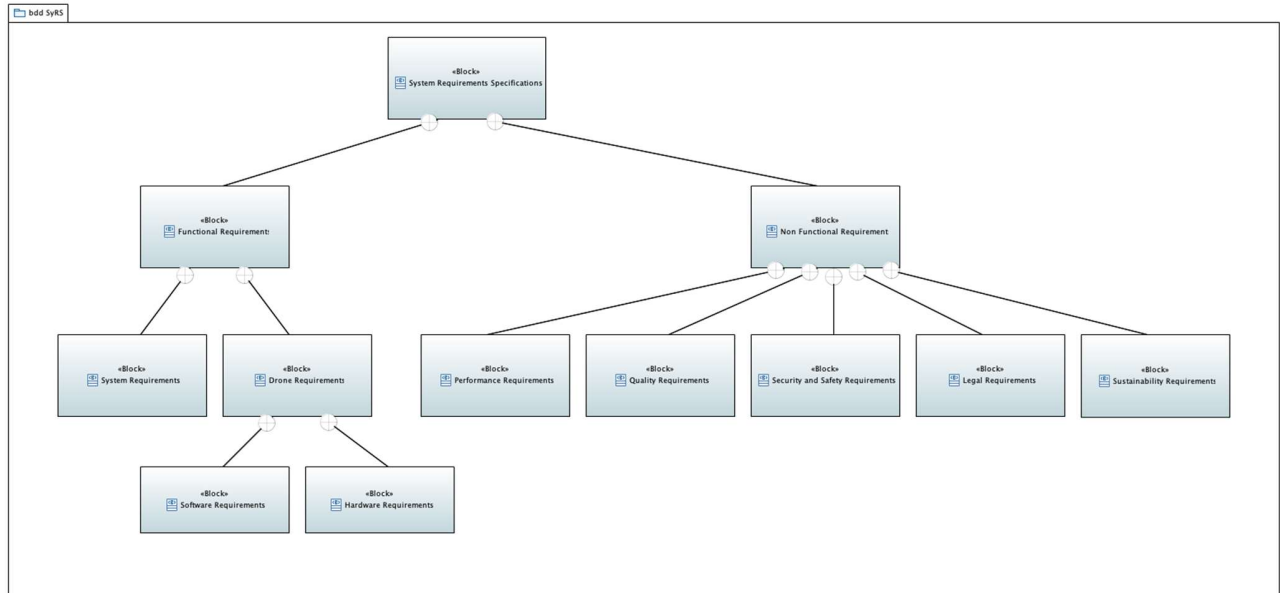 bdd SyRS
«Block»
System Requirements Specifications
«Block»
Functional Requirements
«Block»
Non Functional Requirement
«Block»
System Requirements
«Block»
Drone Requirements
«Block»
Performance Requirements
«Block»
Quality Requirements
«Block»
Security and Safety Requirements
«Block»
Legal Requirements
«Block»
Sustainability Requirements
«Block»
Software Requirements
«Block»
Hardware Requirements